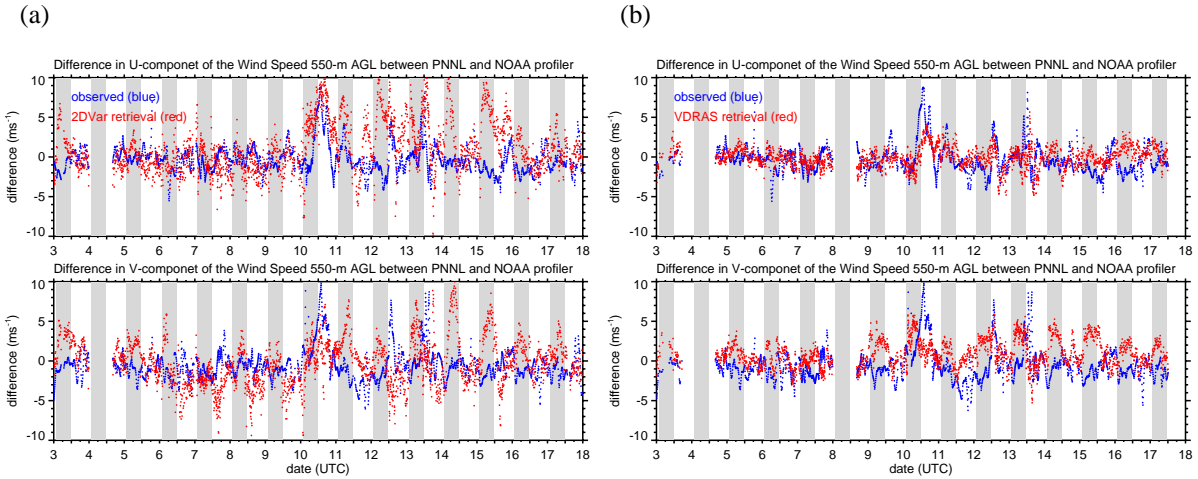 (a)
Difference in U-componet of the Wind Speed 550-m AGL between PNNL and NOAA profiler
observed (blue)
2DVar retrieval (red)
difference (ms-1)
10
5
0
-5
-10
3 4 5 6 7 8 9 10 11 12 13 14 15 16 17 18
Difference in V-componet of the Wind Speed 550-m AGL between PNNL and NOAA profiler
difference (ms-1)
10
5
0
-5
-10
3 4 5 6 7 8 9 10 11 12 13 14 15 16 17 18
date (UTC)
(b)
Difference in U-componet of the Wind Speed 550-m AGL between PNNL and NOAA profiler
observed (blue)
VDRAS retrieval (red)
difference (ms-1)
10
5
0
-5
-10
3 4 5 6 7 8 9 10 11 12 13 14 15 16 17 18
Difference in V-componet of the Wind Speed 550-m AGL between PNNL and NOAA profiler
difference (ms-1)
10
5
0
-5
-10
3 4 5 6 7 8 9 10 11 12 13 14 15 16 17 18
date (UTC)